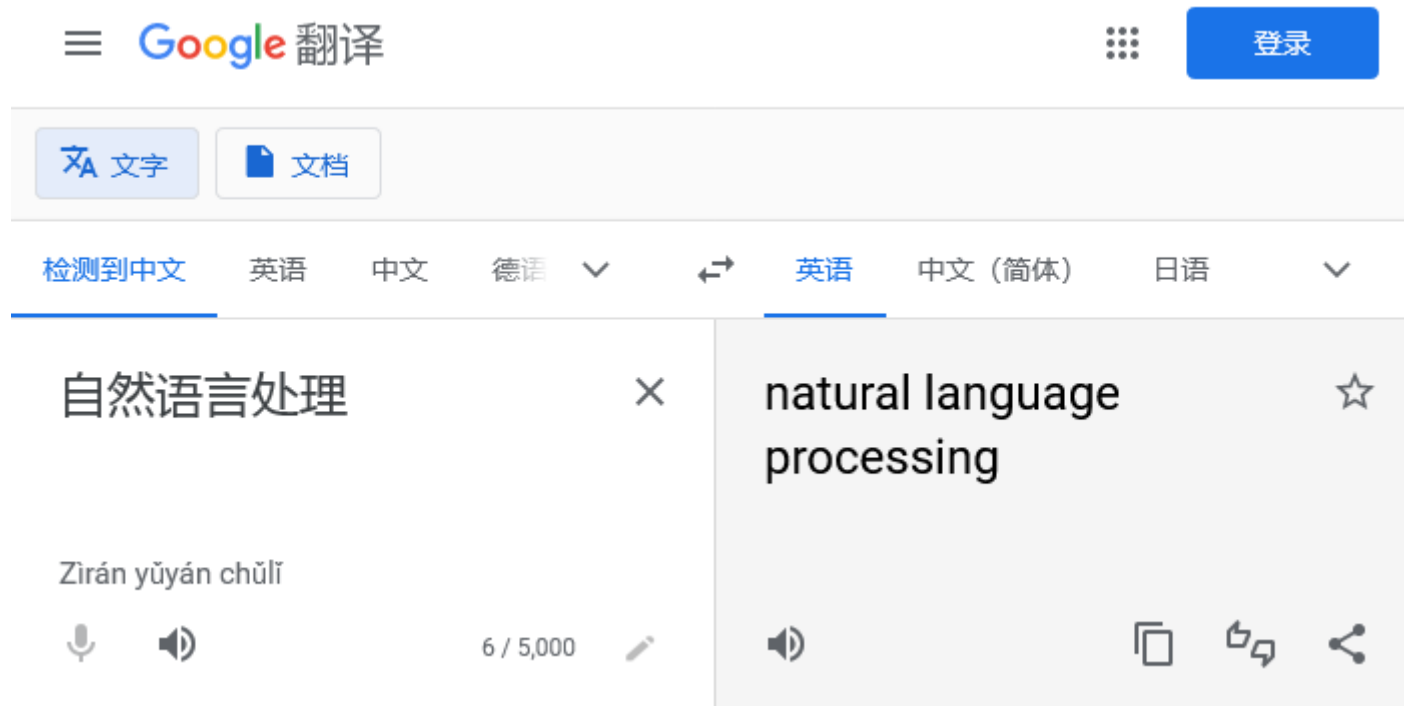 Google 翻译
登录
文字 文档
检测到中文 英语 中文 德语 英语 中文（简体） 日语
自然语言处理
natural language
processing
Zìrán yǔyán chǔlǐ
6 / 5,000